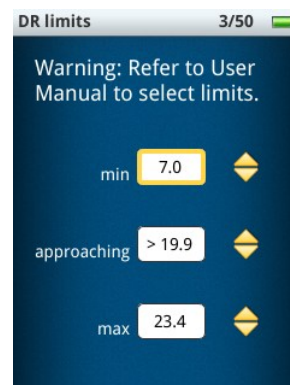 DR limits 3/50
Warning: Refer to User
Manual to select limits.
min 7.0
approaching > 19.9
max 23.4